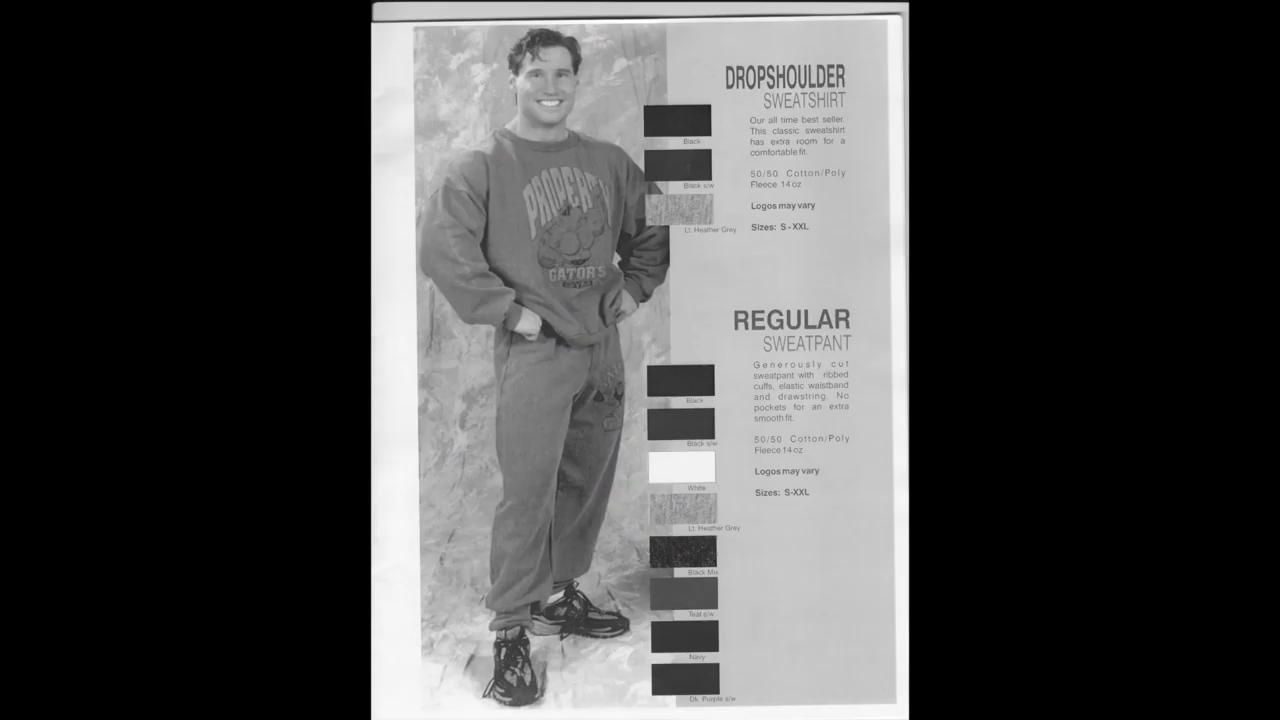 DROPSHOULDER
SWEATSHIRT
Our all time best seller.
This classic sweatshirt
has extra room for a
comfortable fit.
50/50 Cotton/Poly
Fleece 14 oz
Logos may vary
Sizes: S - XXL
Black
Black s/w
Lt. Heather Grey
PROPERTY
GATOR'S
REGULAR
SWEATPANT
Generously cut
sweatpant with ribbed
cuffs, elastic waistband
and drawstring. No
pockets for an extra
smooth fit.
50/50 Cotton/Poly
Fleece 14 oz
Logos may vary
Sizes: S-XXL
Black
Black s/w
White
Lt. Heather Grey
Black Mix
Teal s/w
Navy
Dk. Purple s/w